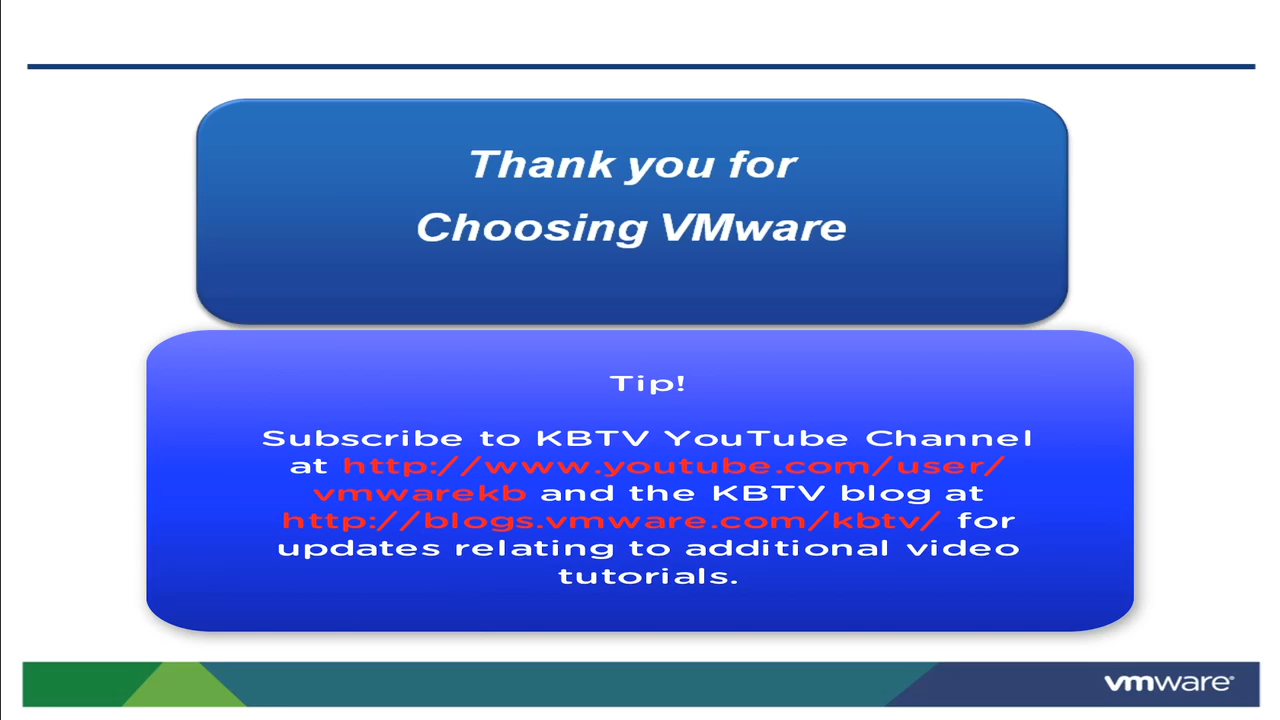 Thank you for
Choosing VMware
Tip!
Subscribe to KBTV YouTube Channel
at http://www.youtube.com/user/
vmwarekb and the KBTV blog at
http://blogs.vmware.com/kbtv/ for
updates relating to additional video
tutorials.
vmware®